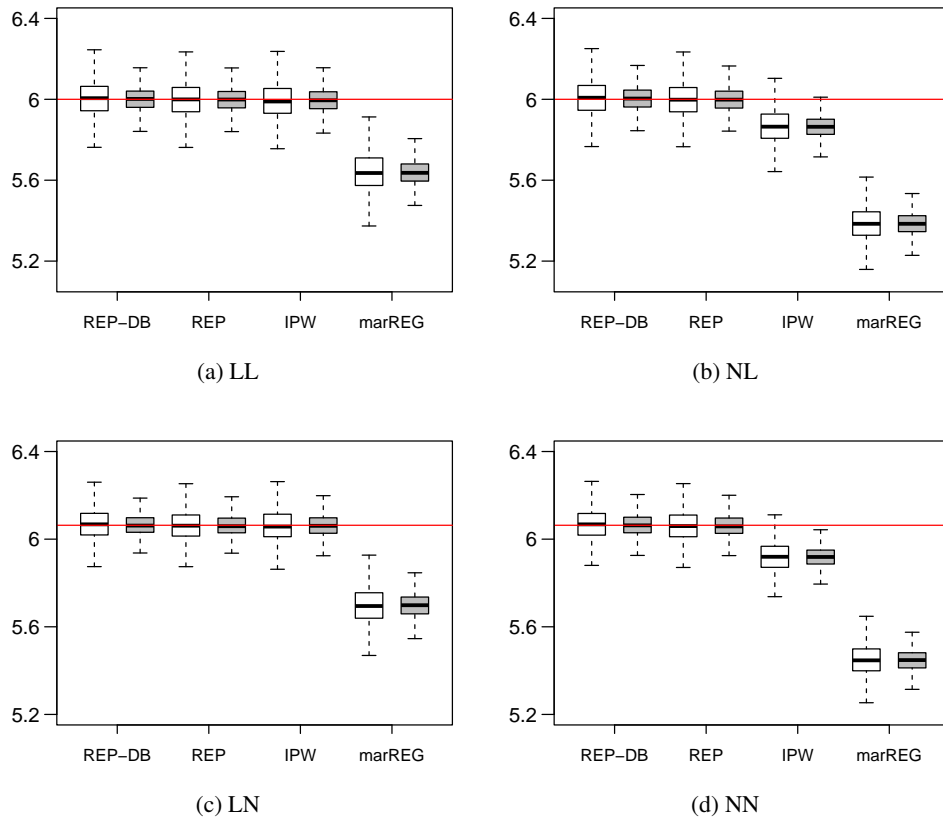 6.4
6
5.6
5.2
REP-DB REP IPW marREG
(a) LL
6.4
6
5.6
5.2
REP-DB REP IPW marREG
(b) NL
6.4
6
5.6
5.2
REP-DB REP IPW marREG
(c) LN
6.4
6
5.6
5.2
REP-DB REP IPW marREG
(d) NN